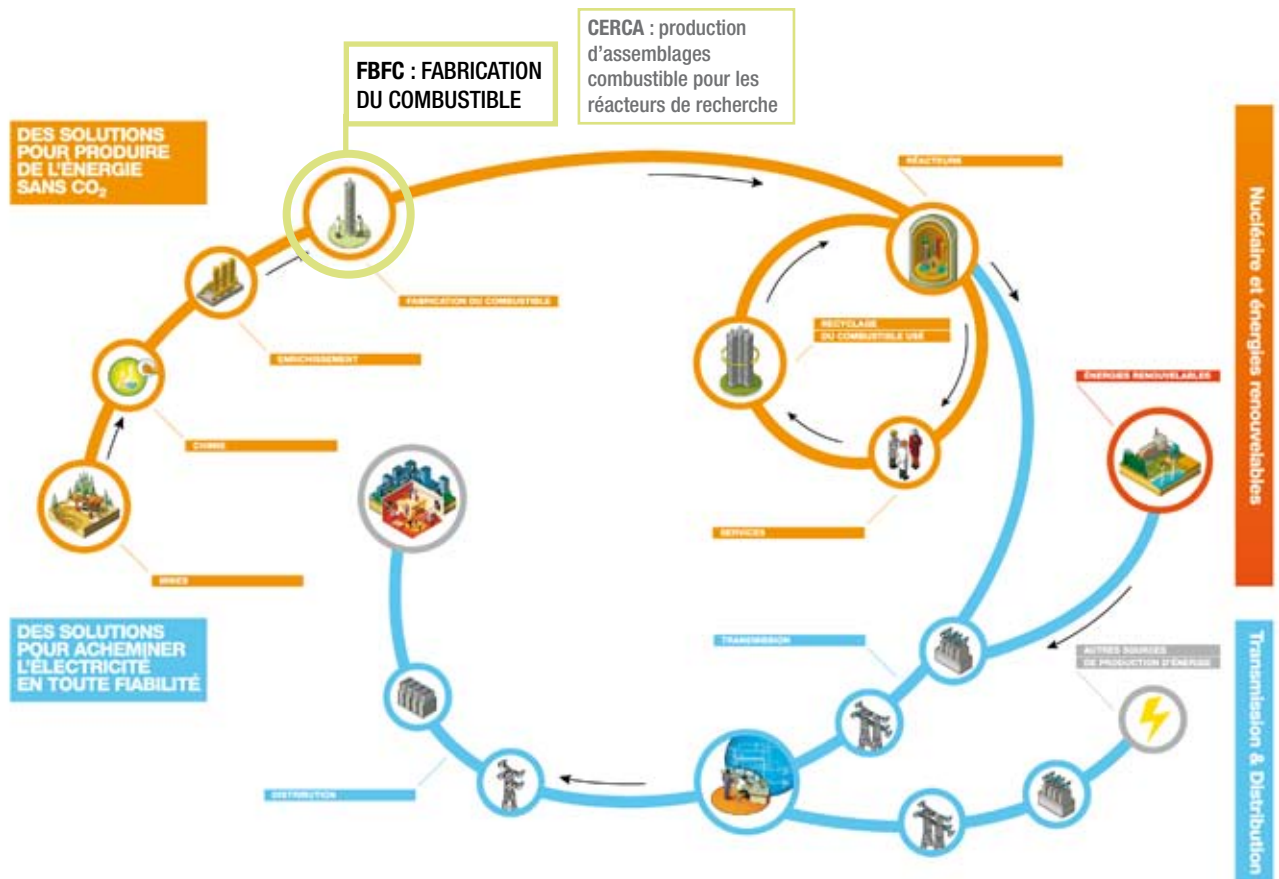 CERCA : production
d'assemblages
combustible pour les
réacteurs de recherche
FBFC : FABRICATION
DU COMBUSTIBLE
DES SOLUTIONS
POUR PRODUIRE
DE L'ÉNERGIE
SANS CO₂
RÉACTEURS
FABRICATION DU COMBUSTIBLE
RECYCLAGE
DU COMBUSTIBLE USÉ
ENRICHISSEMENT
ÉNERGIES RENOUVELABLES
CHIMIE
SERVICES
MINES
Nucléaire et énergies renouvelables
DES SOLUTIONS
POUR ACHEMINER
L'ÉLECTRICITÉ
EN TOUTE FIABILITÉ
TRANSMISSION
AUTRES SOURCES
DE PRODUCTION D'ÉNERGIE
DISTRIBUTION
Transmission & Distribution